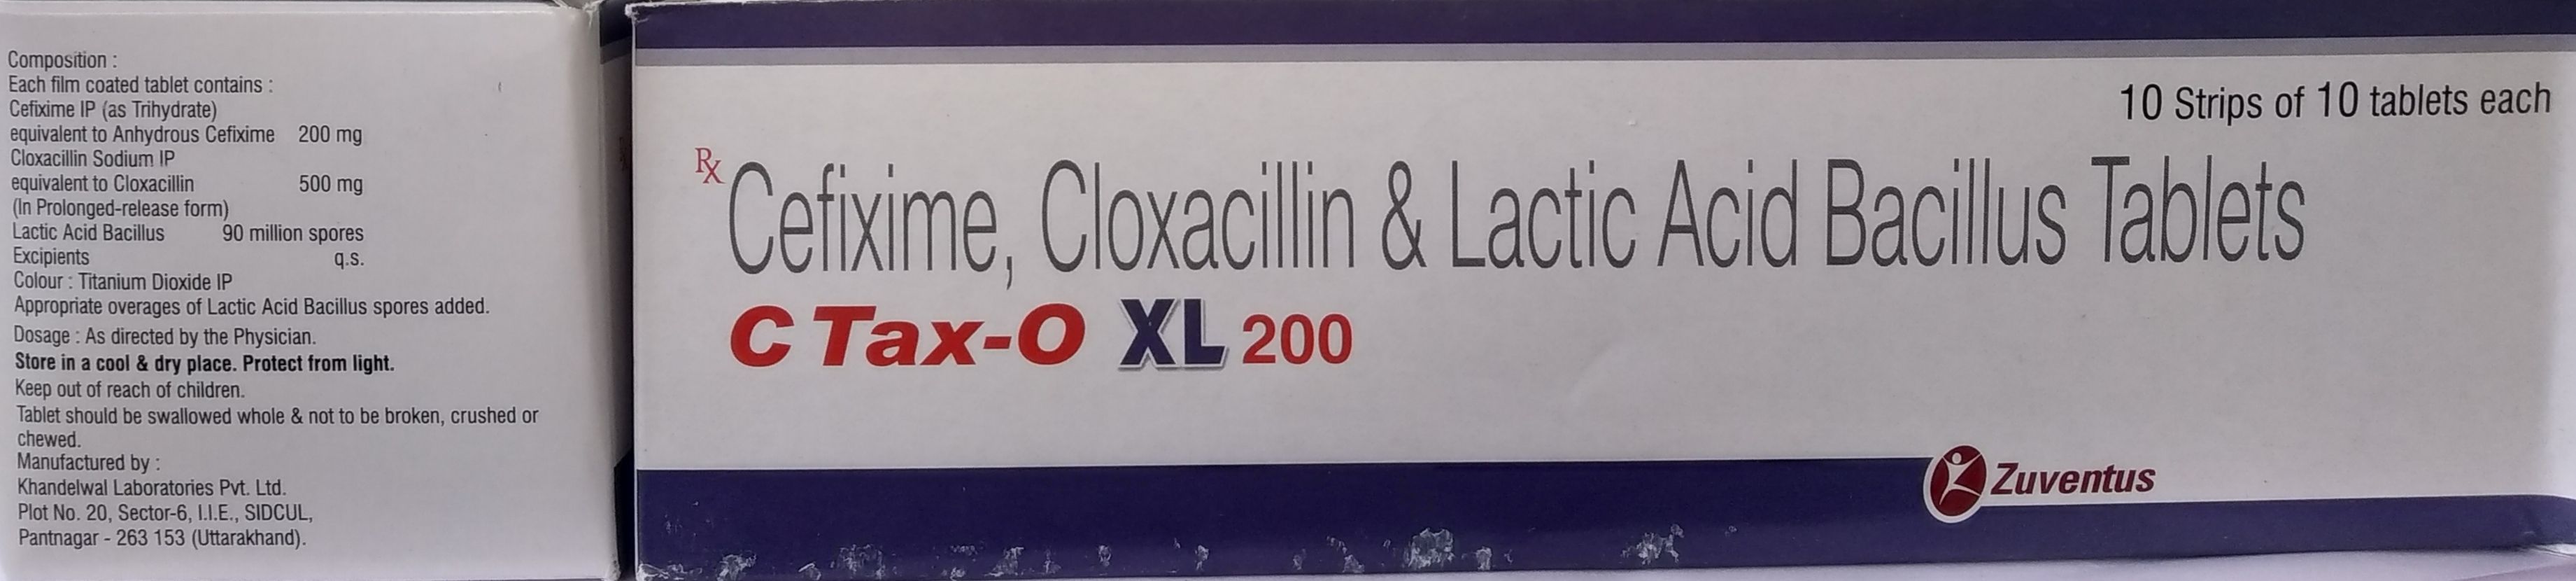 Composition :
Each film coated tablet contains :
Cefixime IP (as Trihydrate)
equivalent to Anhydrous Cefixime 200 mg
Cloxacillin Sodium IP
equivalent to Cloxacillin 500 mg
(In Prolonged-release form)
Lactic Acid Bacillus 90 million spores
Excipients q.s.
Colour : Titanium Dioxide IP
Appropriate overages of Lactic Acid Bacillus spores added.
Dosage : As directed by the Physician.
Store in a cool & dry place. Protect from light.
Keep out of reach of children.
Tablet should be swallowed whole & not to be broken, crushed or
chewed.
Manufactured by :
Khandelwal Laboratories Pvt. Ltd.
Plot No. 20, Sector-6, I.I.E., SIDCUL,
Pantnagar - 263 153 (Uttarakhand).
10 Strips of 10 tablets each
Rx Cefixime, Cloxacillin & Lactic Acid Bacillus Tablets
C Tax-O XL 200
Zuventus